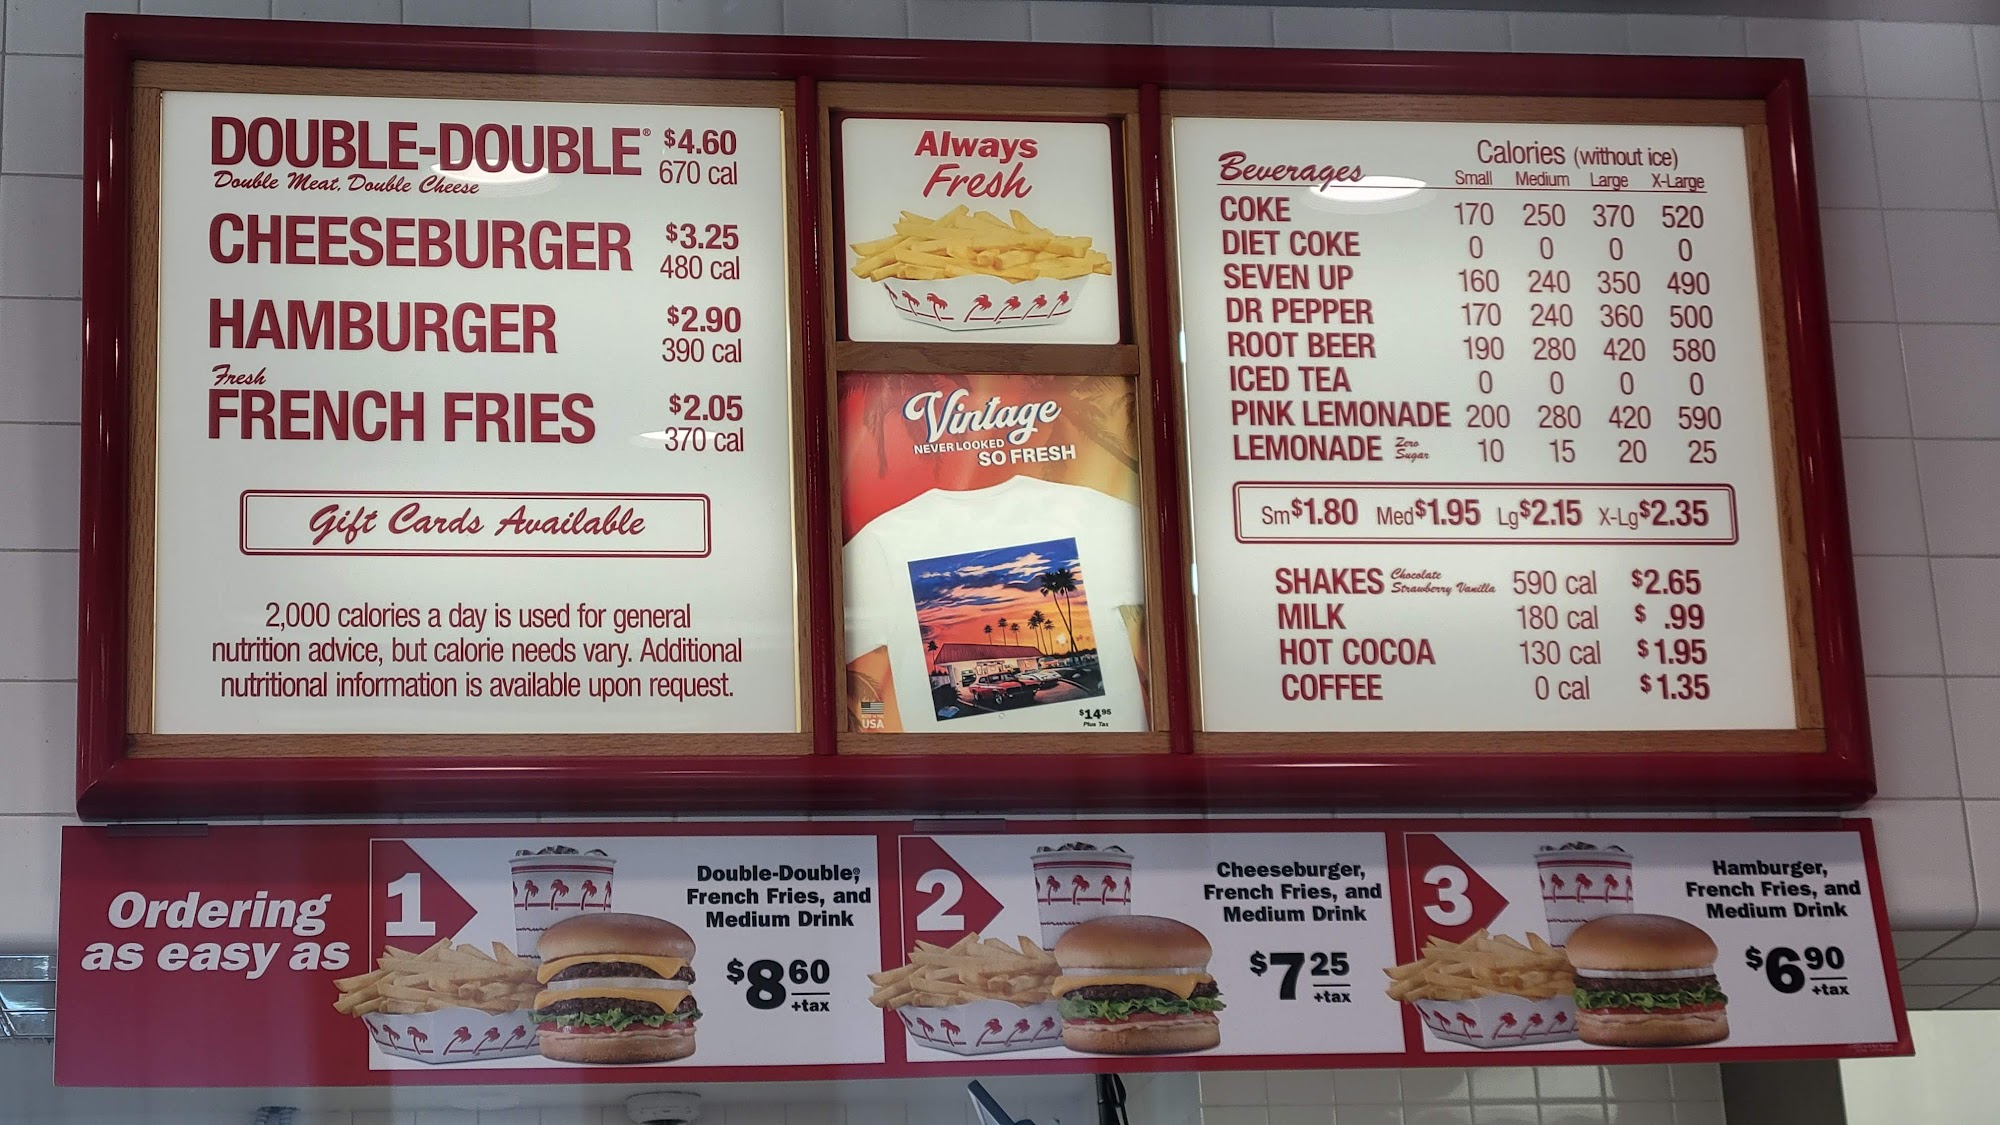 DOUBLE-DOUBLE® $4.60
Double Meat, Double Cheese 670 cal
CHEESEBURGER $3.25
480 cal
HAMBURGER $2.90
390 cal
Fresh
FRENCH FRIES $2.05
370 cal
Gift Cards Available
2,000 calories a day is used for general
nutrition advice, but calorie needs vary. Additional
nutritional information is available upon request.
Always
Fresh
Vintage
NEVER LOOKED
SO FRESH
USA
$14.95
Plus Tax
Beverages Calories (without ice)
Small Medium Large X-Large
COKE 170 250 370 520
DIET COKE 0 0 0 0
SEVEN UP 160 240 350 490
DR PEPPER 170 240 360 500
ROOT BEER 190 280 420 580
ICED TEA 0 0 0 0
PINK LEMONADE 200 280 420 590
LEMONADE Zero Sugar 10 15 20 25
Sm $1.80 Med $1.95 Lg $2.15 X-Lg $2.35
SHAKES Chocolate Strawberry Vanilla 590 cal $2.65
MILK 180 cal $ .99
HOT COCOA 130 cal $1.95
COFFEE 0 cal $1.35
Ordering
as easy as
1
Double-Double®,
French Fries, and
Medium Drink
$8.60
+tax
2
Cheeseburger,
French Fries, and
Medium Drink
$7.25
+tax
3
Hamburger,
French Fries, and
Medium Drink
$6.90
+tax